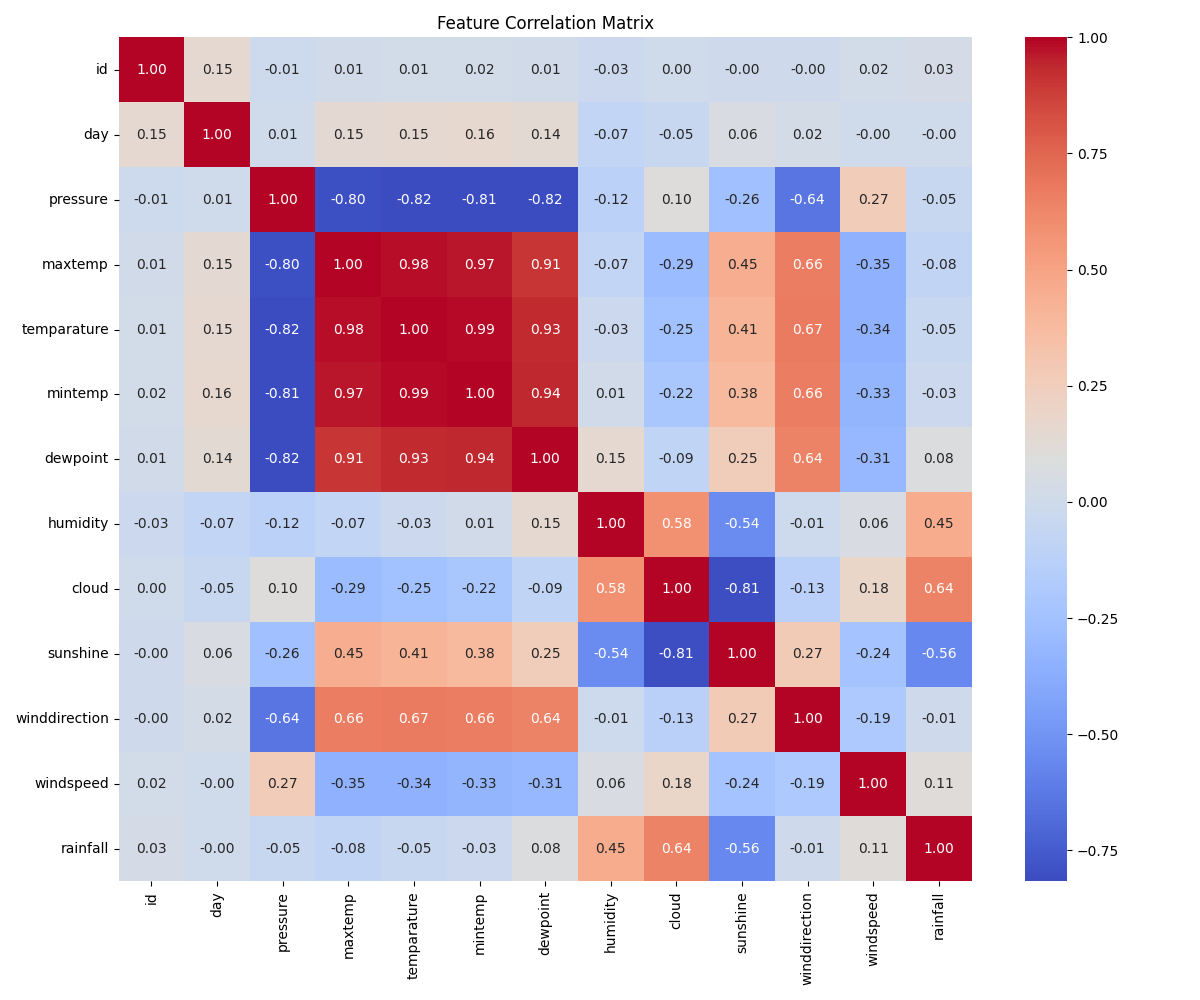 Feature Correlation Matrix
id 1.00 0.15 -0.01 0.01 0.01 0.02 0.01 -0.03 0.00 -0.00 -0.00 0.02 0.03
day 0.15 1.00 0.01 0.15 0.15 0.16 0.14 -0.07 -0.05 0.06 0.02 -0.00 -0.00
pressure -0.01 0.01 1.00 -0.80 -0.82 -0.81 -0.82 -0.12 0.10 -0.26 -0.64 0.27 -0.05
maxtemp 0.01 0.15 -0.80 1.00 0.98 0.97 0.91 -0.07 -0.29 0.45 0.66 -0.35 -0.08
temparature 0.01 0.15 -0.82 0.98 1.00 0.99 0.93 -0.03 -0.25 0.41 0.67 -0.34 -0.05
mintemp 0.02 0.16 -0.81 0.97 0.99 1.00 0.94 0.01 -0.22 0.38 0.66 -0.33 -0.03
dewpoint 0.01 0.14 -0.82 0.91 0.93 0.94 1.00 0.15 -0.09 0.25 0.64 -0.31 0.08
humidity -0.03 -0.07 -0.12 -0.07 -0.03 0.01 0.15 1.00 0.58 -0.54 -0.01 0.06 0.45
cloud 0.00 -0.05 0.10 -0.29 -0.25 -0.22 -0.09 0.58 1.00 -0.81 -0.13 0.18 0.64
sunshine -0.00 0.06 -0.26 0.45 0.41 0.38 0.25 -0.54 -0.81 1.00 0.27 -0.24 -0.56
winddirection -0.00 0.02 -0.64 0.66 0.67 0.66 0.64 -0.01 -0.13 0.27 1.00 -0.19 -0.01
windspeed 0.02 -0.00 0.27 -0.35 -0.34 -0.33 -0.31 0.06 0.18 -0.24 -0.19 1.00 0.11
rainfall 0.03 -0.00 -0.05 -0.08 -0.05 -0.03 0.08 0.45 0.64 -0.56 -0.01 0.11 1.00
id day pressure maxtemp temparature mintemp dewpoint humidity cloud sunshine winddirection windspeed rainfall
1.00
0.75
0.50
0.25
0.00
−0.25
−0.50
−0.75